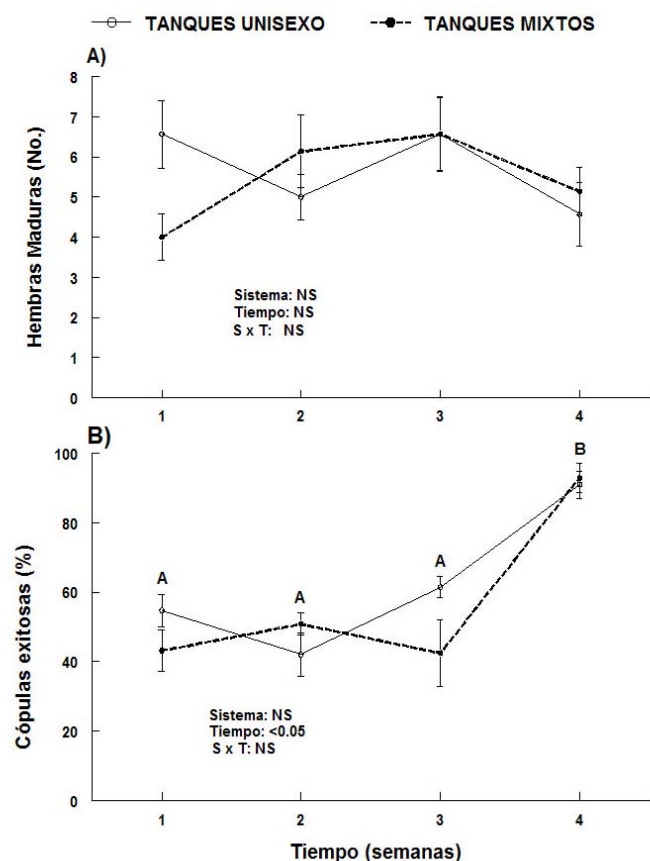 TANQUES UNISEXO TANQUES MIXTOS
A)
8
7
6
5
4
3
2
1
0
Hembras Maduras (No.)
Sistema: NS
Tiempo: NS
S x T: NS
1 2 3 4
B)
100
80
60
40
20
0
Cópulas exitosas (%)
A A A B
Sistema: NS
Tiempo: <0.05
S x T: NS
1 2 3 4
Tiempo (semanas)